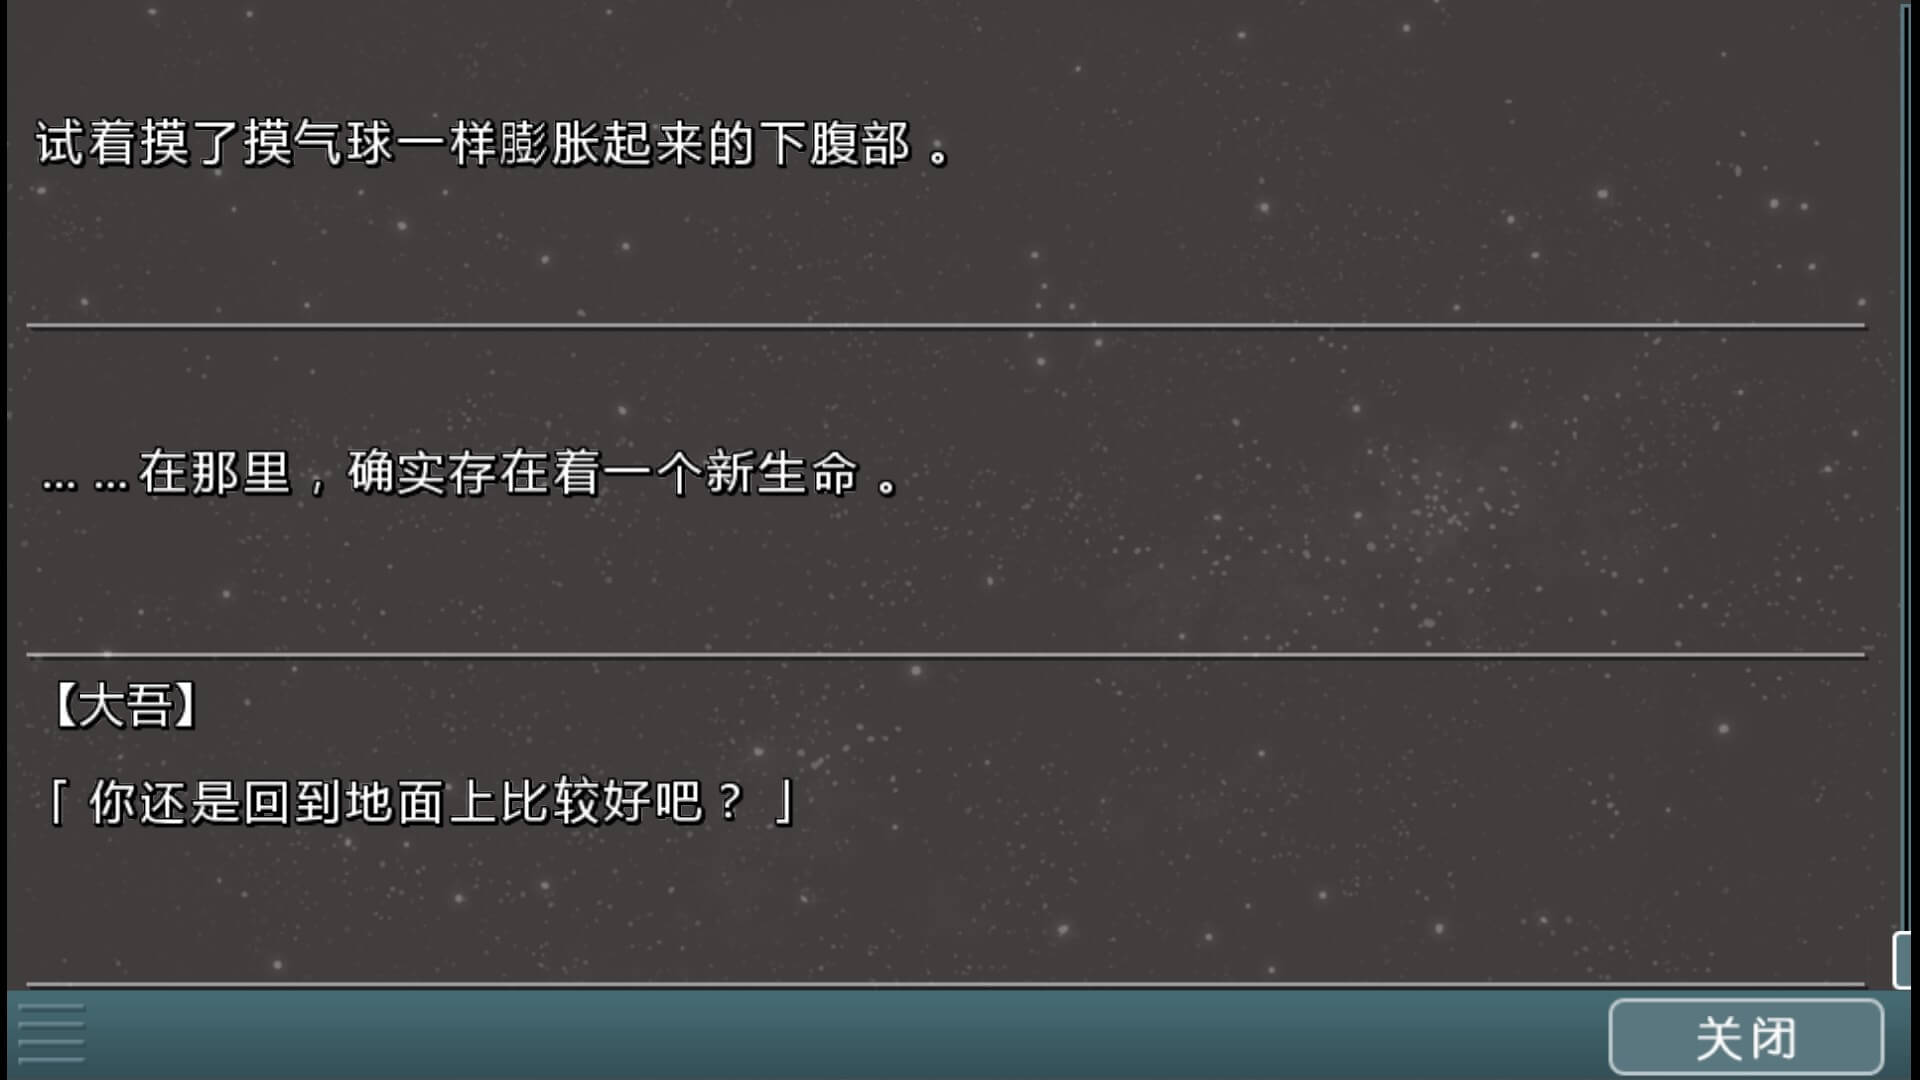 试着摸了摸气球一样膨胀起来的下腹部。
……在那里，确实存在着一个新生命。
【大吾】
「你还是回到地面上比较好吧？」
关闭